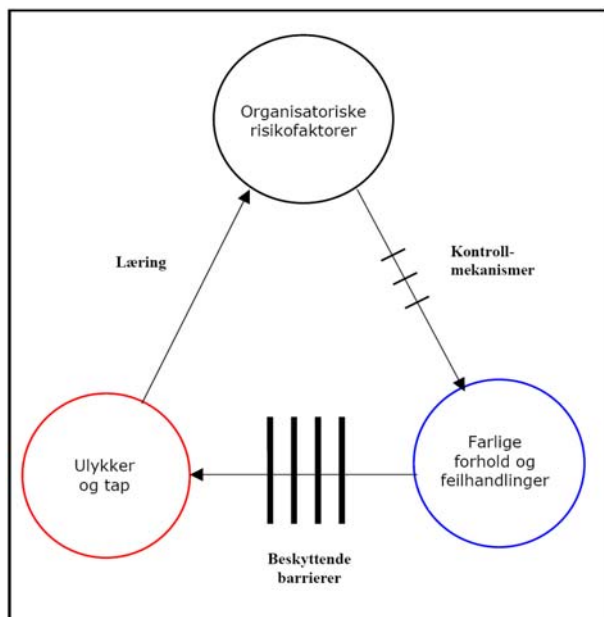 Organisatoriske
risikofaktorer
Læring
Kontroll-
mekanismer
Ulykker
og tap
Farlige
forhold og
feilhandlinger
Beskyttende
barrierer